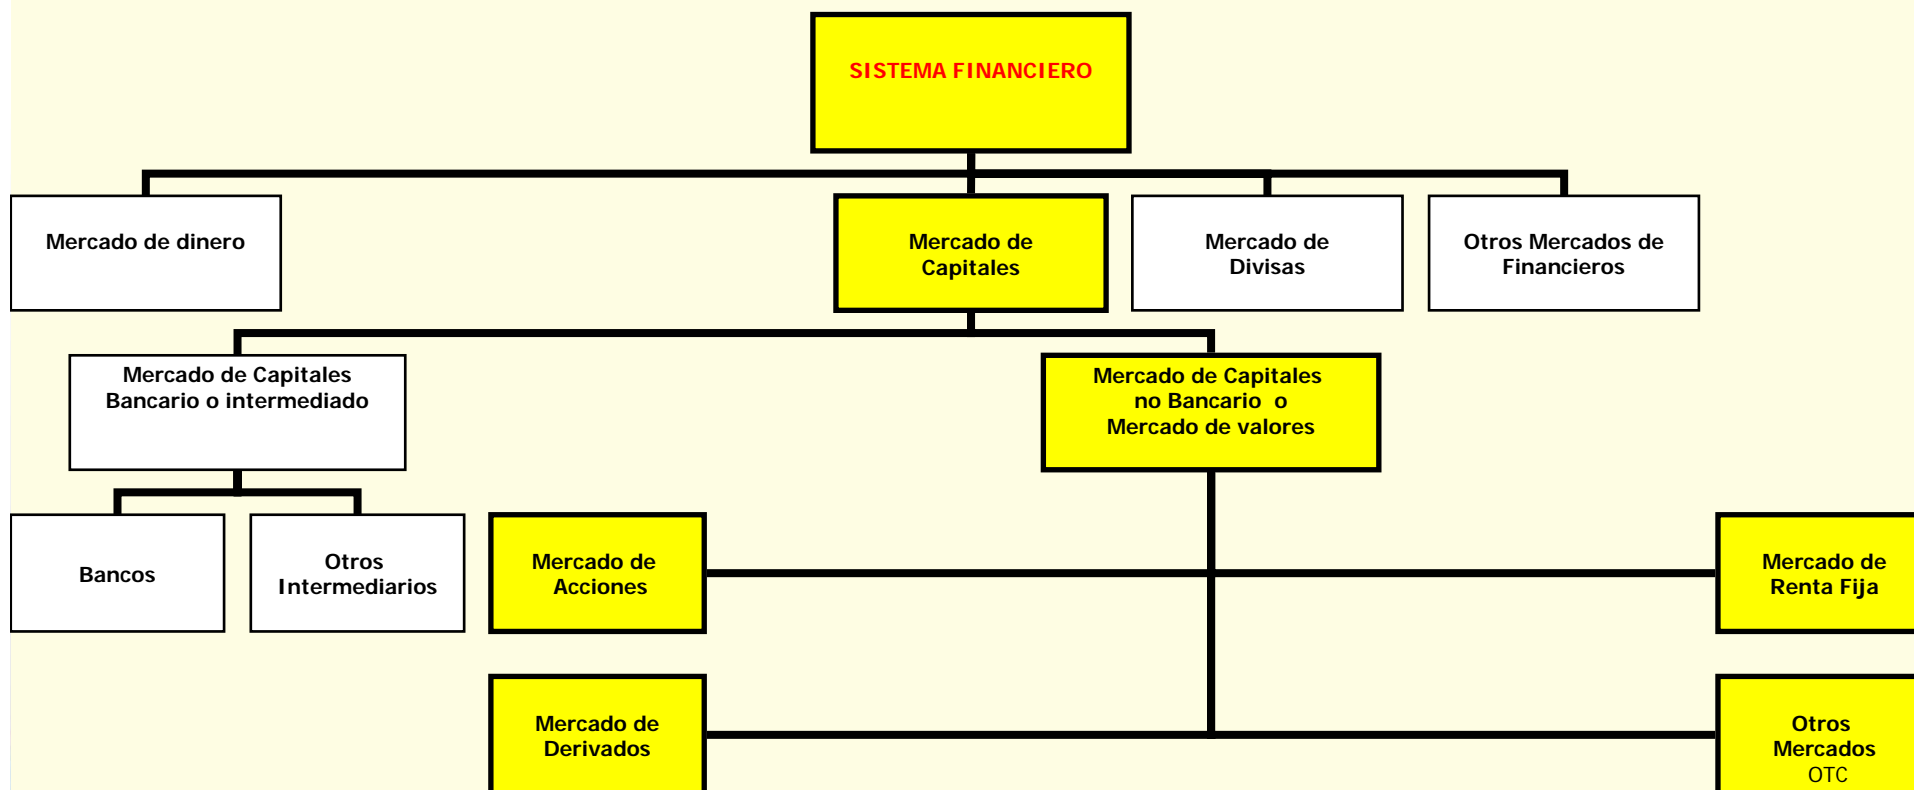 SISTEMA FINANCIERO
Mercado de dinero
Mercado de
Capitales
Mercado de
Divisas
Otros Mercados de
Financieros
Mercado de Capitales
Bancario o intermediado
Mercado de Capitales
no Bancario o
Mercado de valores
Bancos
Otros
Intermediarios
Mercado de
Acciones
Mercado de
Renta Fija
Mercado de
Derivados
Otros
Mercados
OTC